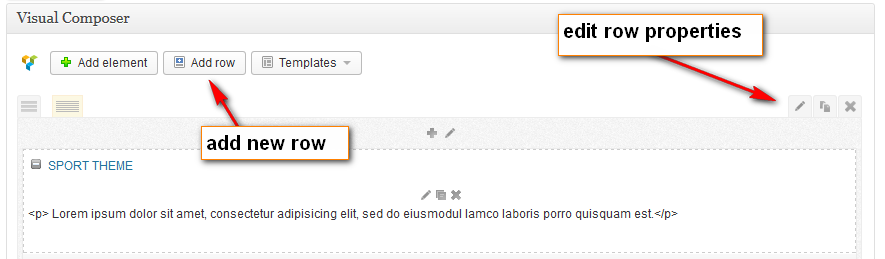 Visual Composer
edit row properties
Add element
Add row
Templates
add new row
SPORT THEME
<p> Lorem ipsum dolor sit amet, consectetur adipisicing elit, sed do eiusmodul lamco laboris porro quisquam est.</p>